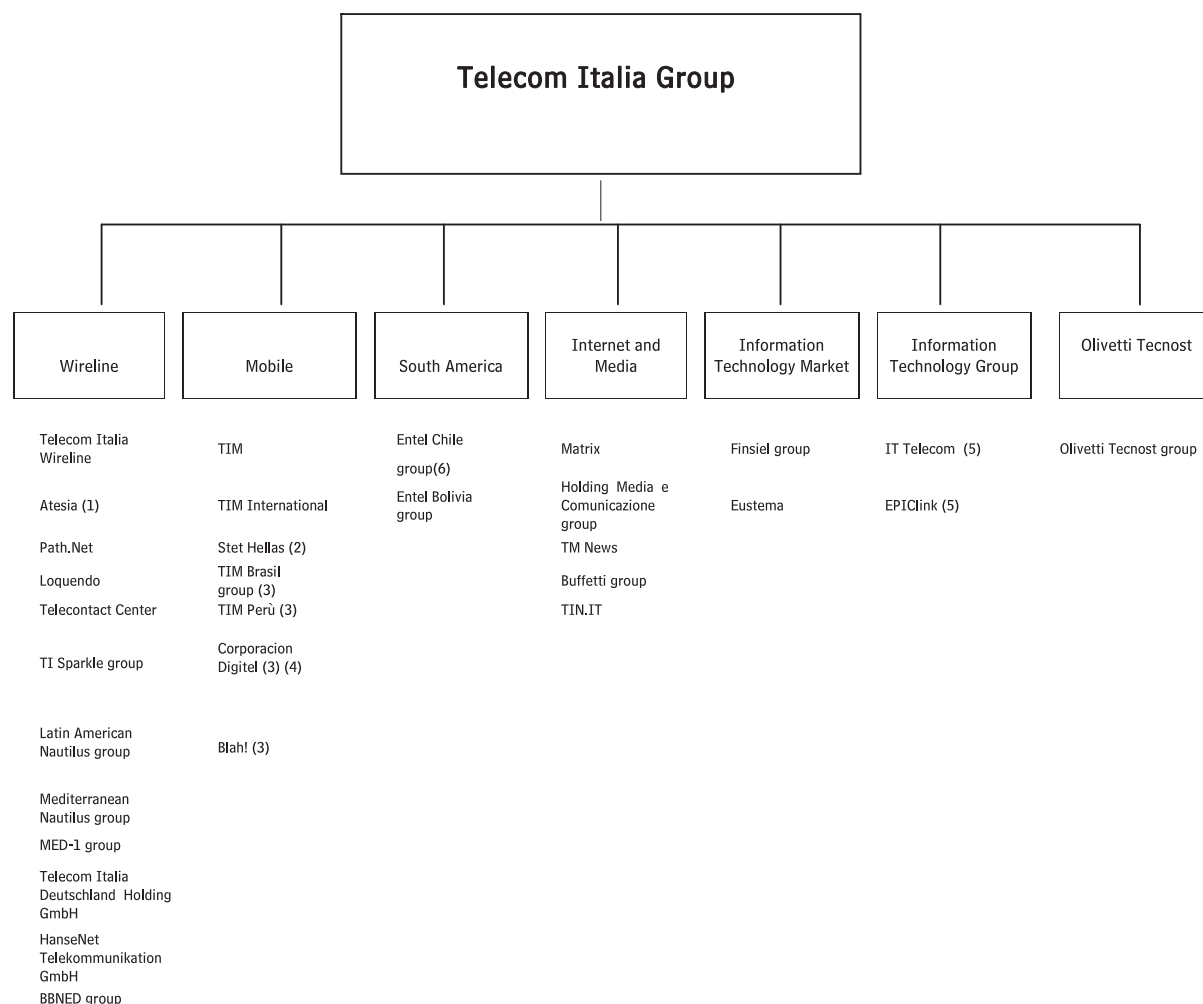 Telecom Italia Group
Wireline
Mobile
South America
Internet and
Media
Information
Technology Market
Information
Technology Group
Olivetti Tecnost
Telecom Italia
Wireline
Atesia (1)
Path.Net
Loquendo
Telecontact Center
TI Sparkle group
Latin American
Nautilus group
Mediterranean
Nautilus group
MED-1 group
Telecom Italia
Deutschland Holding
GmbH
HanseNet
Telekommunikation
GmbH
BBNED group
TIM
TIM International
Stet Hellas (2)
TIM Brasil
group (3)
TIM Perù (3)
Corporacion
Digitel (3) (4)
Blah! (3)
Entel Chile
group(6)
Entel Bolivia
group
Matrix
Holding Media e
Comunicazione
group
TM News
Buffetti group
TIN.IT
Finsiel group
Eustema
IT Telecom (5)
EPIClink (5)
Olivetti Tecnost group